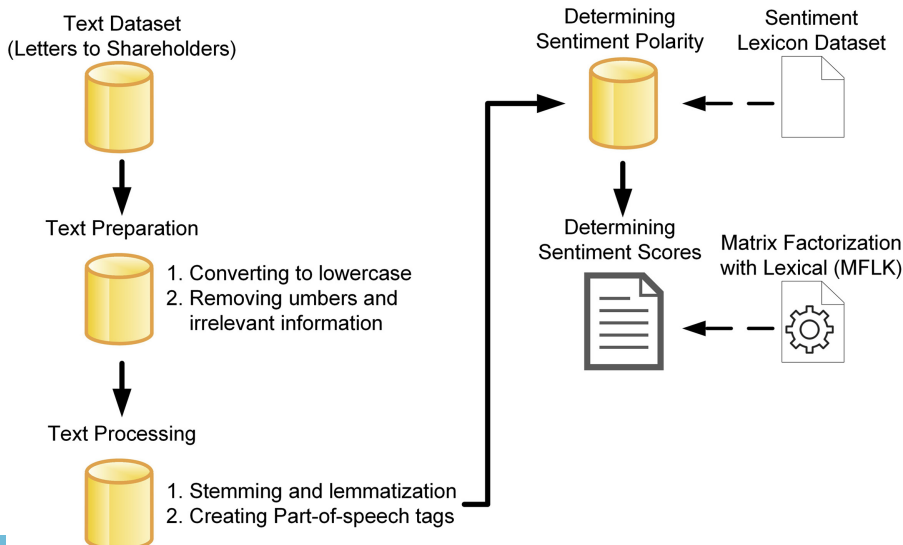 Text Dataset
(Letters to Shareholders)
Text Preparation
1. Converting to lowercase
2. Removing umbers and
irrelevant information
Text Processing
1. Stemming and lemmatization
2. Creating Part-of-speech tags
Determining
Sentiment Polarity
Sentiment
Lexicon Dataset
Determining
Sentiment Scores
Matrix Factorization
with Lexical (MFLK)